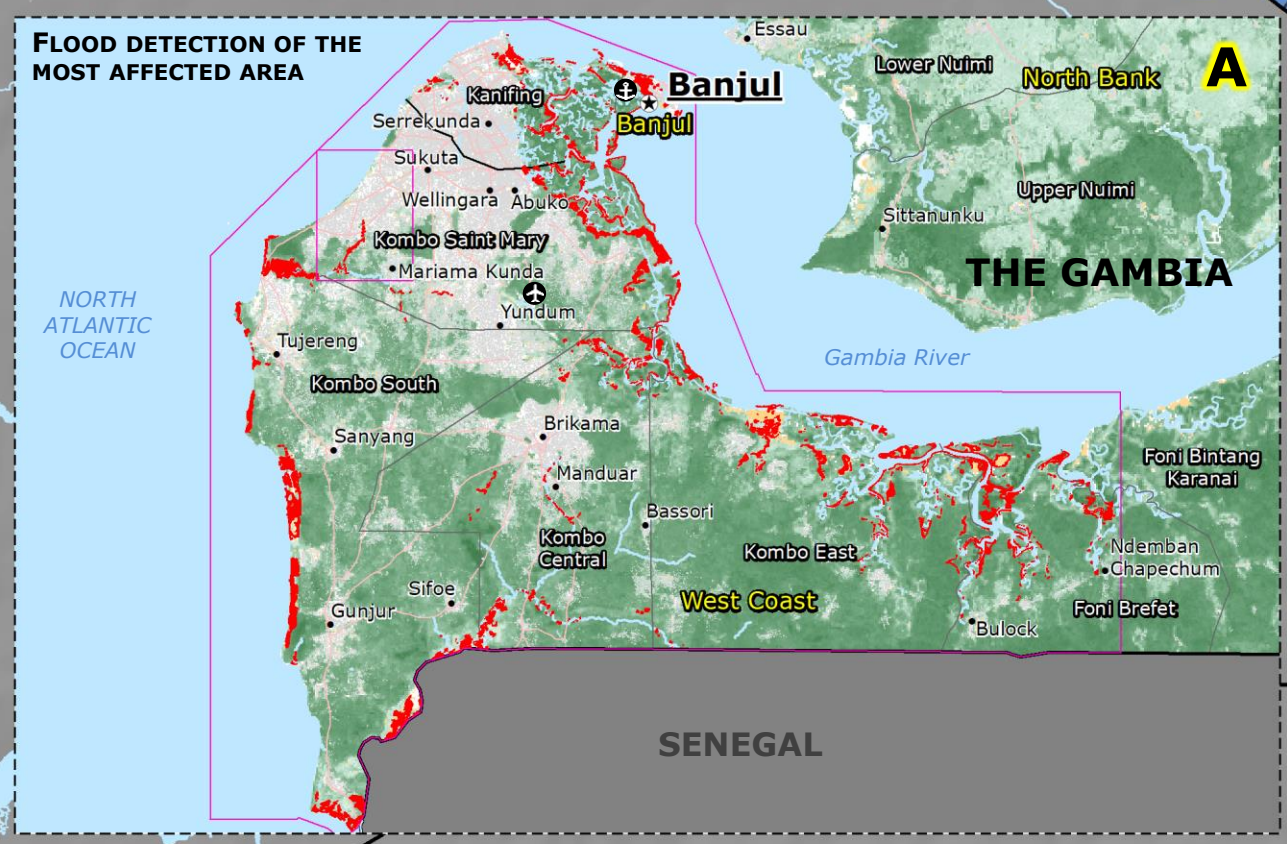 FLOOD DETECTION OF THE
MOST AFFECTED AREA
Essau
Lower Nuimi
North Bank
A
Banjul
Kanifing
Banjul
Serrekunda
Sukuta
Wellingara
Abuko
Upper Nuimi
Sittanunku
Kombo Saint Mary
Mariama Kunda
THE GAMBIA
NORTH
ATLANTIC
OCEAN
Yundum
Tujereng
Gambia River
Kombo South
Brikama
Sanyang
Manduar
Foni Bintang
Karanai
Bassori
Kombo
Central
Kombo East
Ndemban
Chapechum
Sifoe
West Coast
Gunjur
Foni Brefet
Bulock
SENEGAL